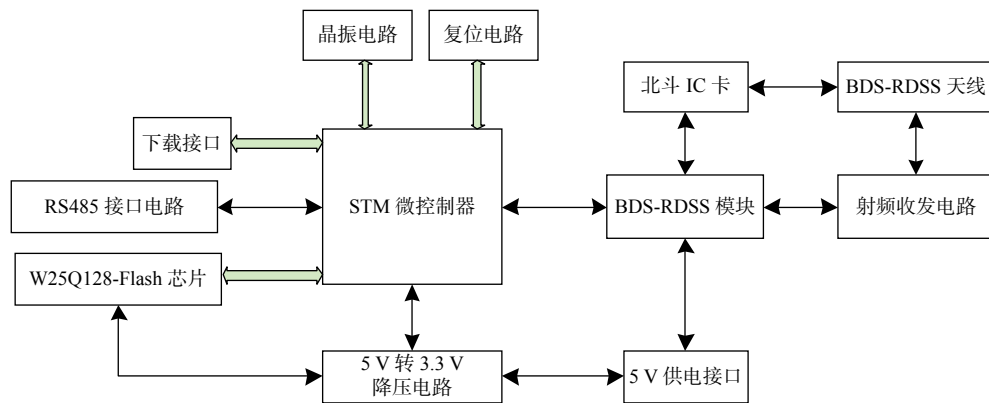 晶振电路
复位电路
北斗 IC 卡
BDS-RDSS 天线
下载接口
RS485 接口电路
STM 微控制器
BDS-RDSS 模块
射频收发电路
W25Q128-Flash 芯片
5 V 转 3.3 V
降压电路
5 V 供电接口